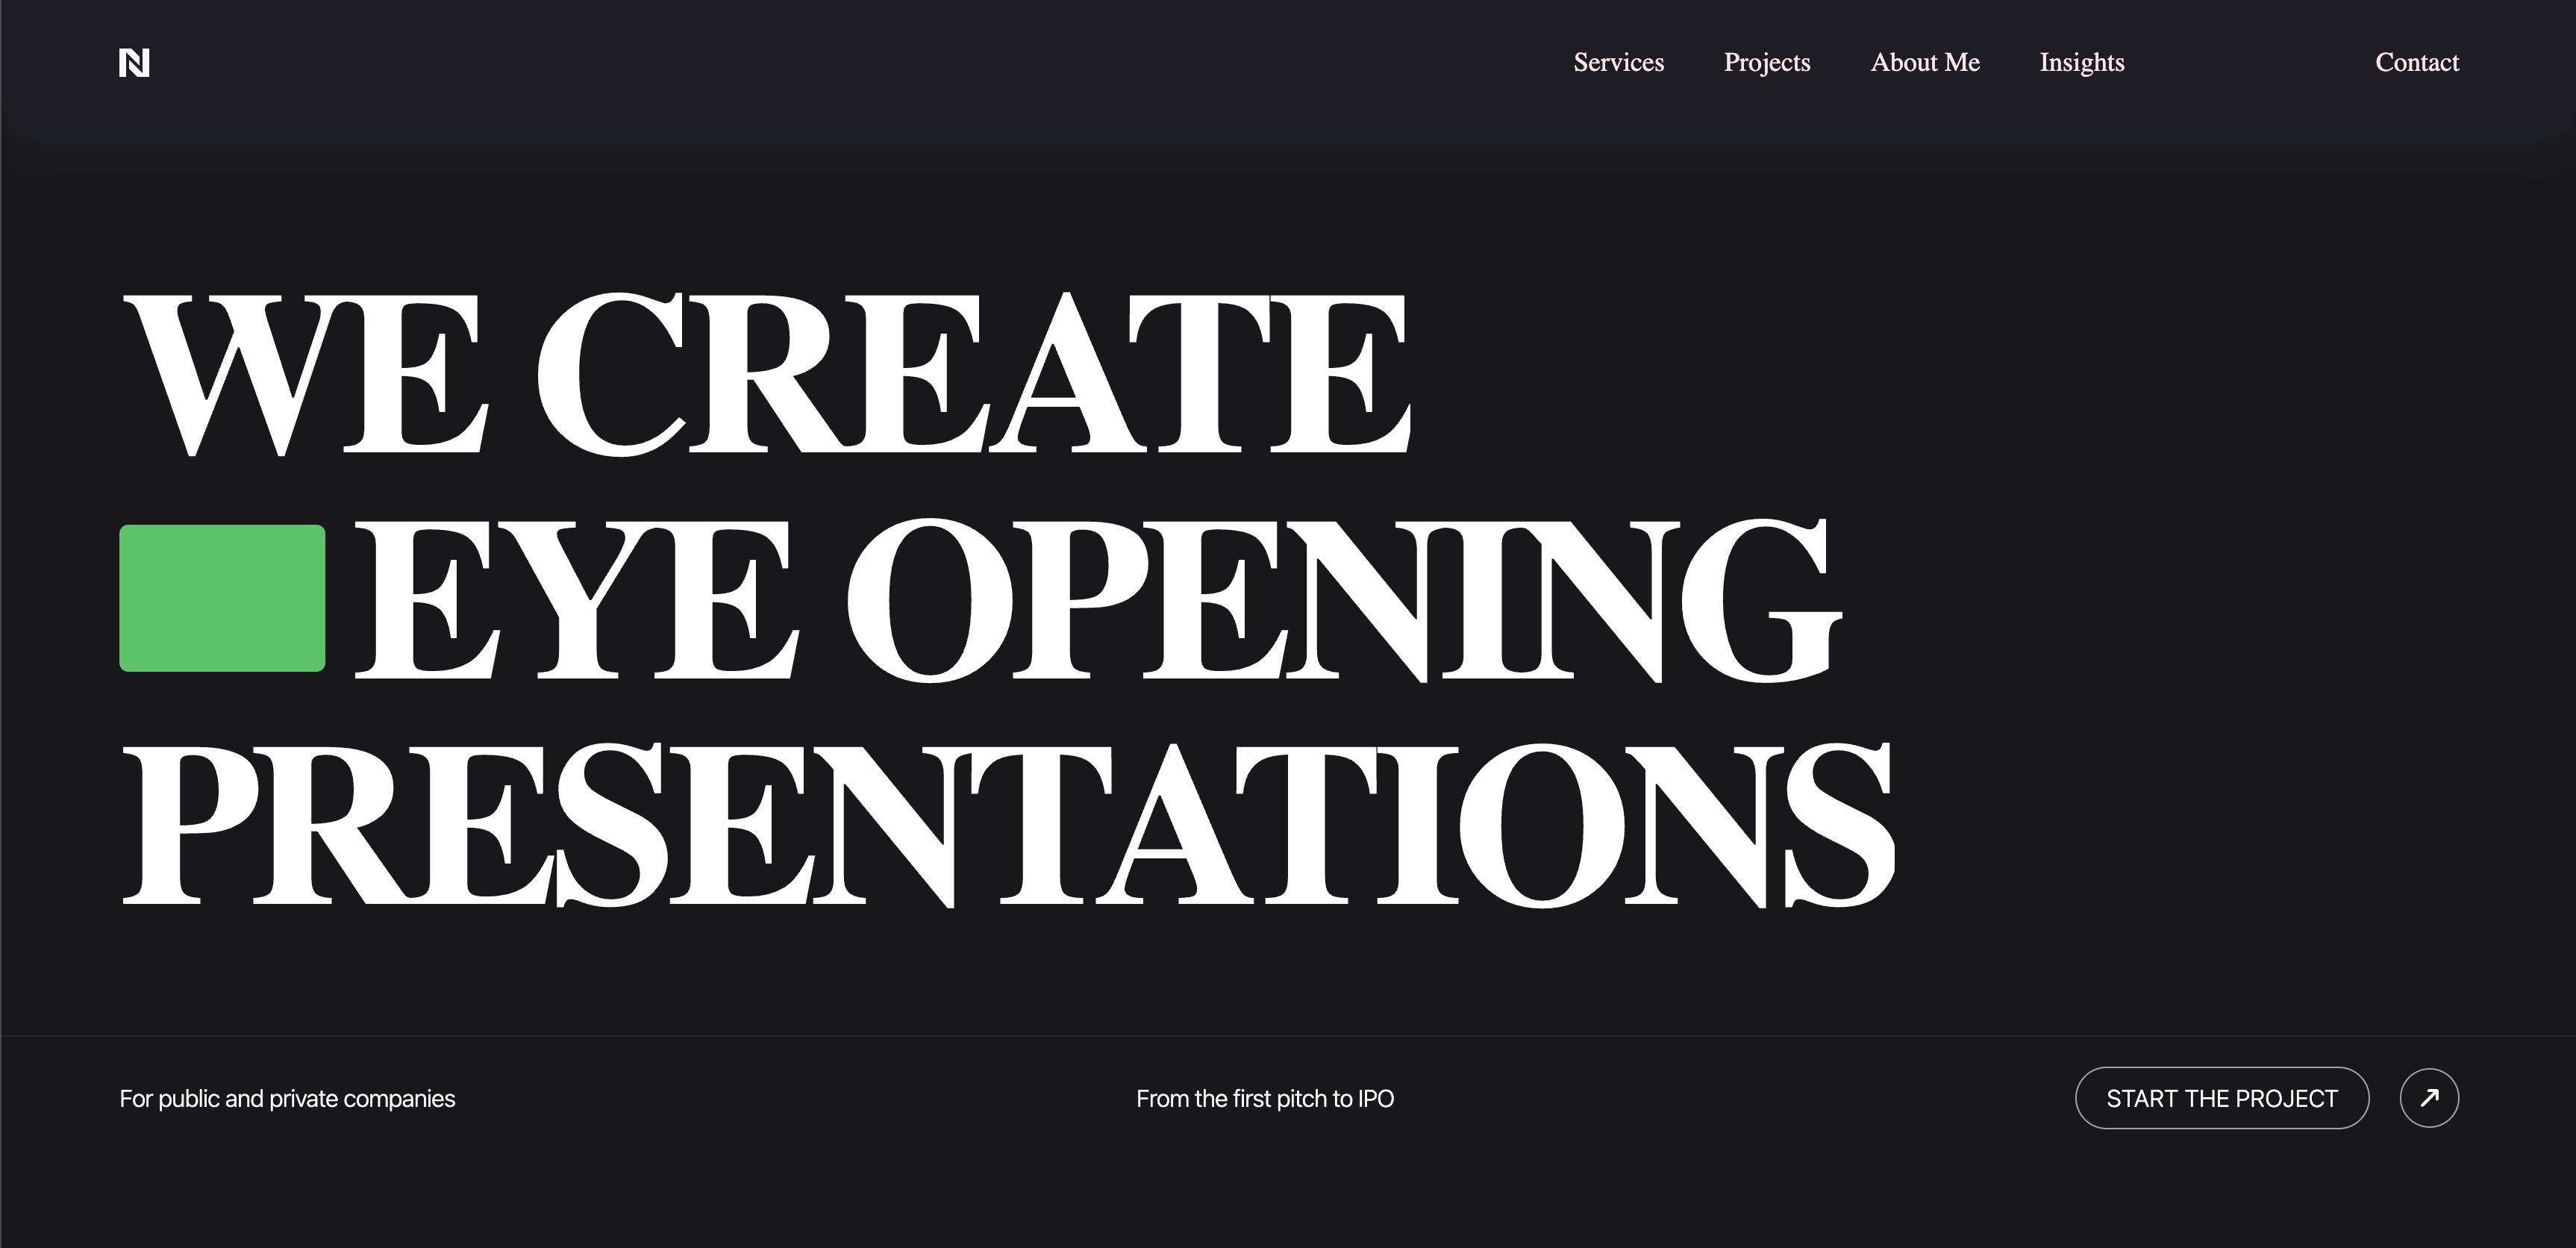 N
Services Projects About Me Insights Contact
WE CREATE
EYE OPENING
PRESENTATIONS
For public and private companies From the first pitch to IPO START THE PROJECT